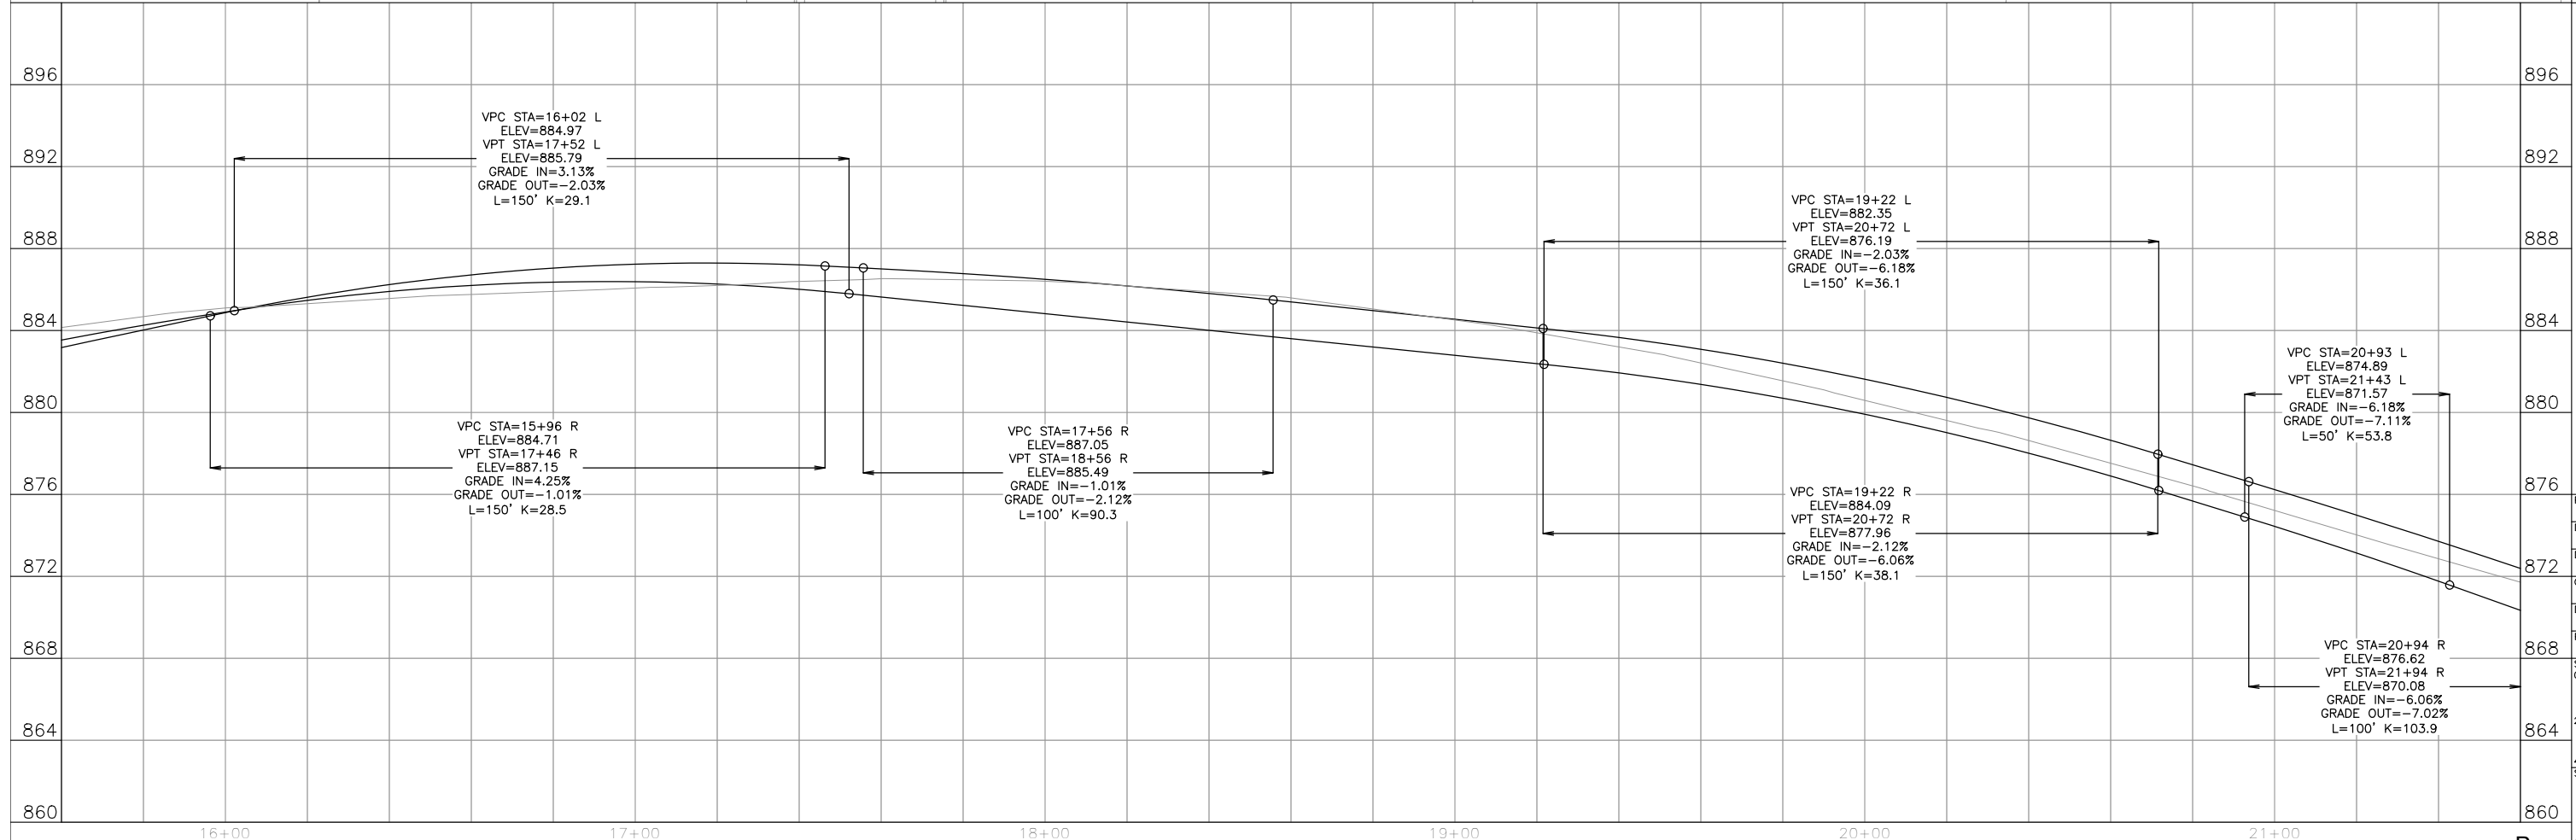 896
892
888
884
880
876
872
868
864
860
VPC STA=16+02 L
ELEV=884.97
VPT STA=17+52 L
ELEV=885.79
GRADE IN=3.13%
GRADE OUT=-2.03%
L=150' K=29.1
VPC STA=15+96 R
ELEV=884.71
VPT STA=17+46 R
ELEV=887.15
GRADE IN=4.25%
GRADE OUT=-1.01%
L=150' K=28.5
VPC STA=17+56 R
ELEV=887.05
VPT STA=18+56 R
ELEV=885.49
GRADE IN=-1.01%
GRADE OUT=-2.12%
L=100' K=90.3
VPC STA=19+22 L
ELEV=882.35
VPT STA=20+72 L
ELEV=876.19
GRADE IN=-2.03%
GRADE OUT=-6.18%
L=150' K=36.1
VPC STA=19+22 R
ELEV=884.09
VPT STA=20+72 R
ELEV=877.96
GRADE IN=-2.12%
GRADE OUT=-6.06%
L=150' K=38.1
VPC STA=20+93 L
ELEV=874.89
VPT STA=21+43 L
ELEV=871.57
GRADE IN=-6.18%
GRADE OUT=-7.11%
L=50' K=53.8
VPC STA=20+94 R
ELEV=876.62
VPT STA=21+94 R
ELEV=870.08
GRADE IN=-6.06%
GRADE OUT=-7.02%
L=100' K=103.9
896
892
888
884
880
876
872
868
864
860
16+00
17+00
18+00
19+00
20+00
21+00